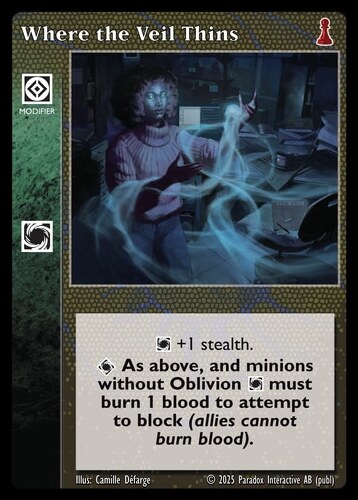 Where the Veil Thins
MODIFIER
+1 stealth.
As above, and minions
without Oblivion must
burn 1 blood to attempt
to block (allies cannot
burn blood).
Illus: Camille Défarge © 2025 Paradox Interactive AB (publ)